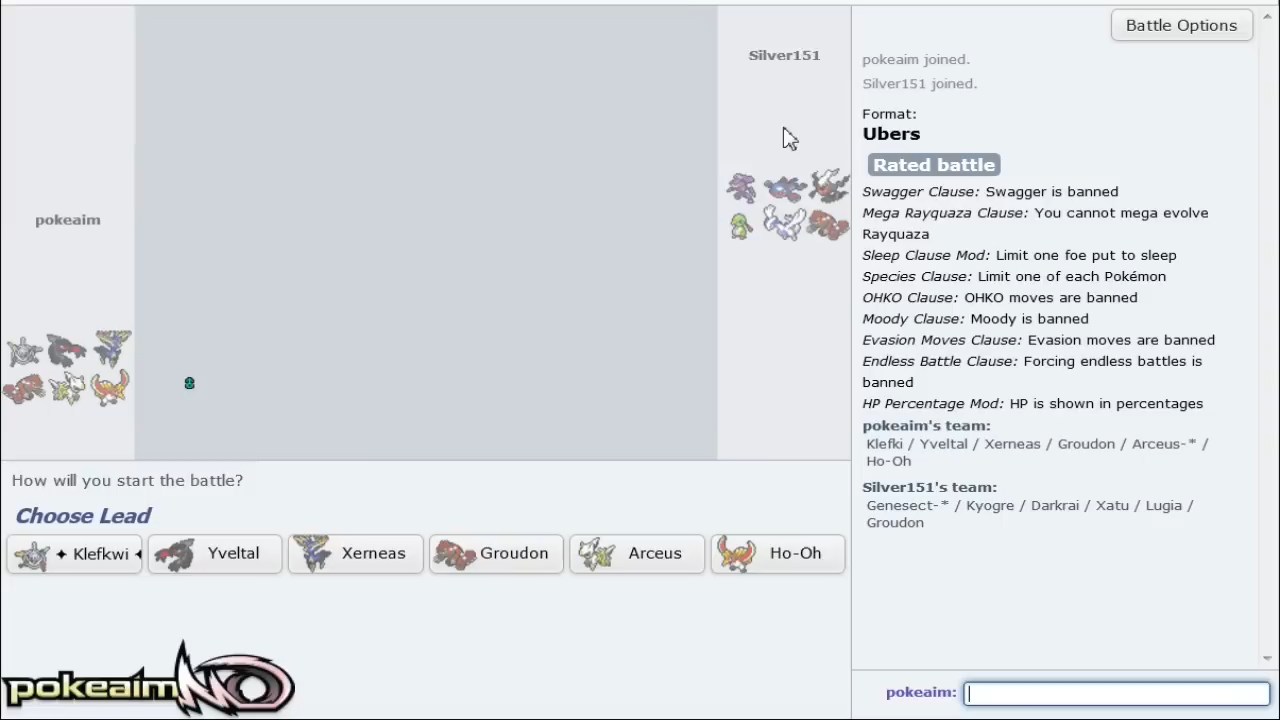 Battle Options
Silver151
pokeaim
pokeaim joined.
Silver151 joined.
Format:
Ubers
Rated battle
Swagger Clause: Swagger is banned
Mega Rayquaza Clause: You cannot mega evolve
Rayquaza
Sleep Clause Mod: Limit one foe put to sleep
Species Clause: Limit one of each Pokémon
OHKO Clause: OHKO moves are banned
Moody Clause: Moody is banned
Evasion Moves Clause: Evasion moves are banned
Endless Battle Clause: Forcing endless battles is
banned
HP Percentage Mod: HP is shown in percentages
pokeaim's team:
Klefki / Yveltal / Xerneas / Groudon / Arceus-* /
Ho-Oh
Silver151's team:
Genesect-* / Kyogre / Darkrai / Xatu / Lugia /
Groudon
How will you start the battle?
Choose Lead
✦ Klefkwi Yveltal Xerneas Groudon Arceus Ho-Oh
pokeaimMD
pokeaim: